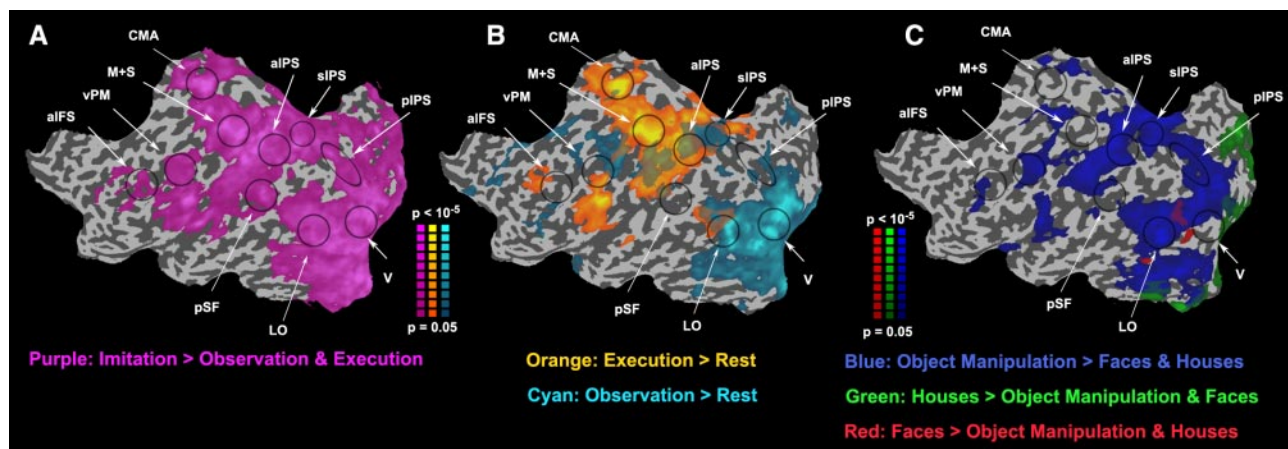 A
CMA
M+S
aIPS
sIPS
vPM
pIPS
aIFS
p < 10-5
p = 0.05
pSF
LO
V
Purple: Imitation > Observation & Execution
B
CMA
M+S
aIPS
sIPS
vPM
pIPS
aIFS
pSF
LO
V
Orange: Execution > Rest
Cyan: Observation > Rest
C
CMA
M+S
aIPS
sIPS
vPM
pIPS
aIFS
p < 10-5
p = 0.05
pSF
LO
V
Blue: Object Manipulation > Faces & Houses
Green: Houses > Object Manipulation & Faces
Red: Faces > Object Manipulation & Houses